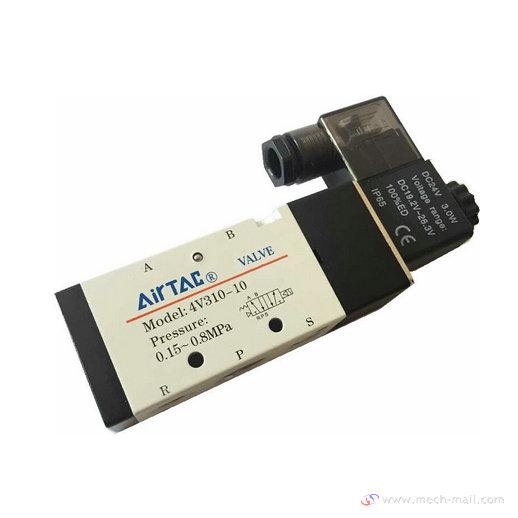 DC24V 3.0W
Voltage range:
DC19.2V-26.3V
100%ED
IP65
CE
A B
AirTAC® VALVE
Model: 4V310-10
Pressure:
0.15~0.8MPa
A B
R P S
R P S
www.mech-mall.com